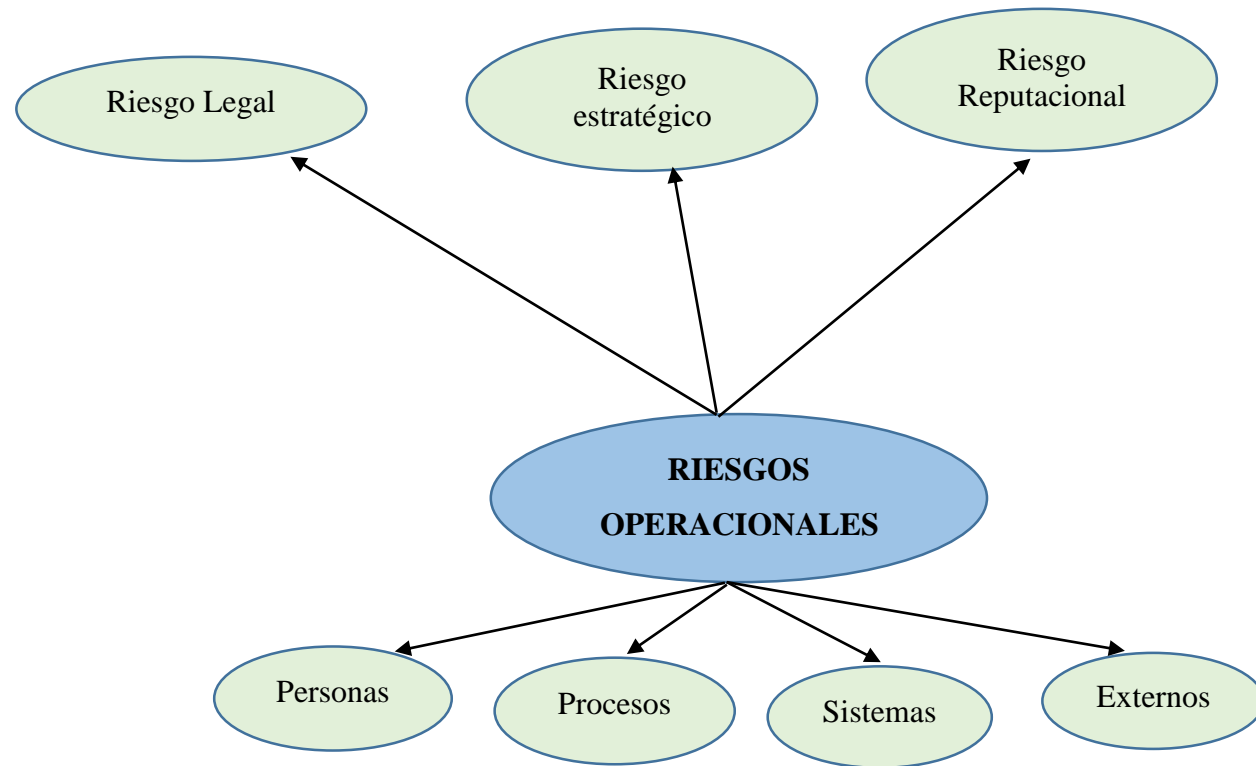 Riesgo Legal
Riesgo
estratégico
Riesgo
Reputacional
RIESGOS
OPERACIONALES
Personas
Procesos
Sistemas
Externos